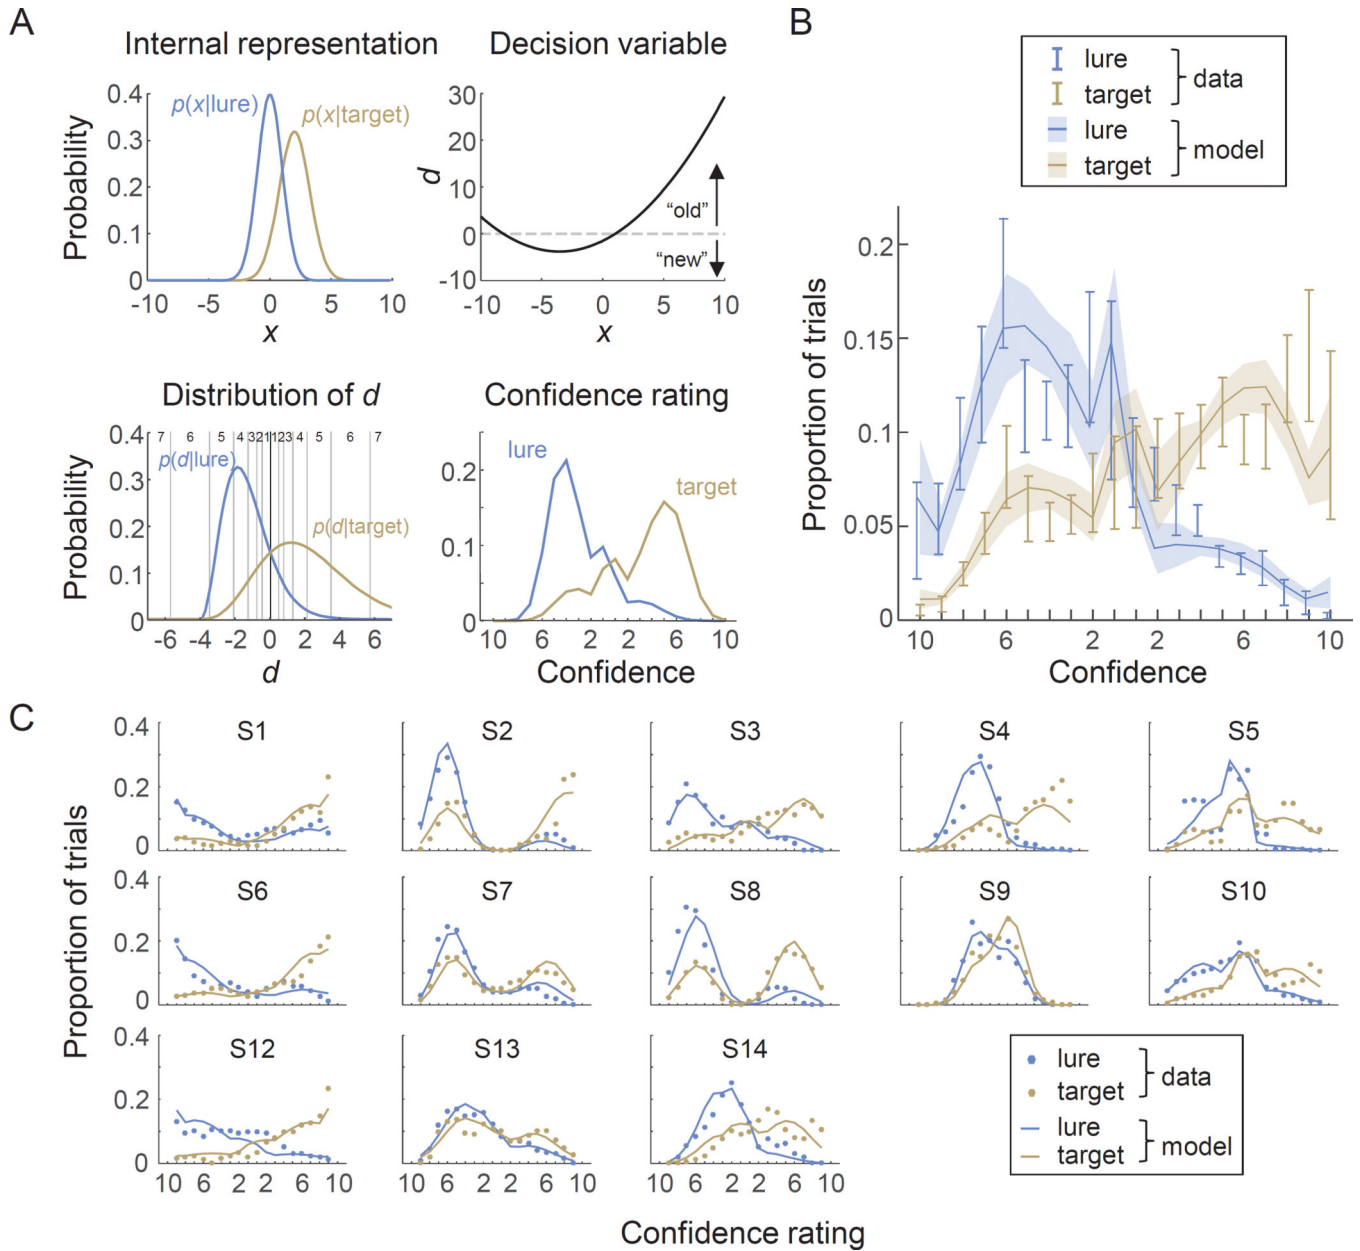 A
Internal representation
Decision variable
Probability
0.4
0.3
0.2
0.1
0
-10
-5
0
5
10
x
p(x|lure)
p(x|target)
d
30
20
10
0
-10
-10
-5
0
5
10
x
“old”
“new”
Distribution of d
Confidence rating
Probability
0.4
0.3
0.2
0.1
0
7 6 5 4 3 2 1 1 2 3 4 5 6 7
p(d|lure)
p(d|target)
-6
-4
-2
0
2
4
6
d
0.2
0.1
0
lure
target
10
6
2
2
6
10
Confidence
B
lure
target
data
lure
target
model
Proportion of trials
0.2
0.15
0.1
0.05
0
10
6
2
2
6
10
Confidence
C
Proportion of trials
0.4
0.2
0
S1
S2
S3
S4
S5
0.4
0.2
0
S6
S7
S8
S9
S10
0.4
0.2
0
S12
S13
S14
10 6 2 2 6 10
10 6 2 2 6 10
10 6 2 2 6 10
Confidence rating
lure
target
data
lure
target
model